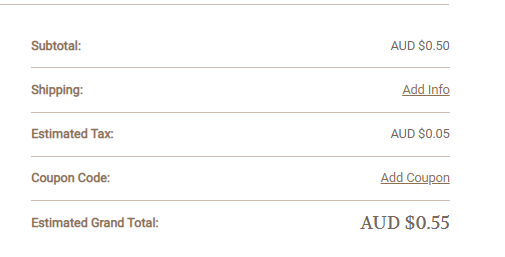 Subtotal: AUD $0.50
Shipping: Add Info
Estimated Tax: AUD $0.05
Coupon Code: Add Coupon
Estimated Grand Total: AUD $0.55